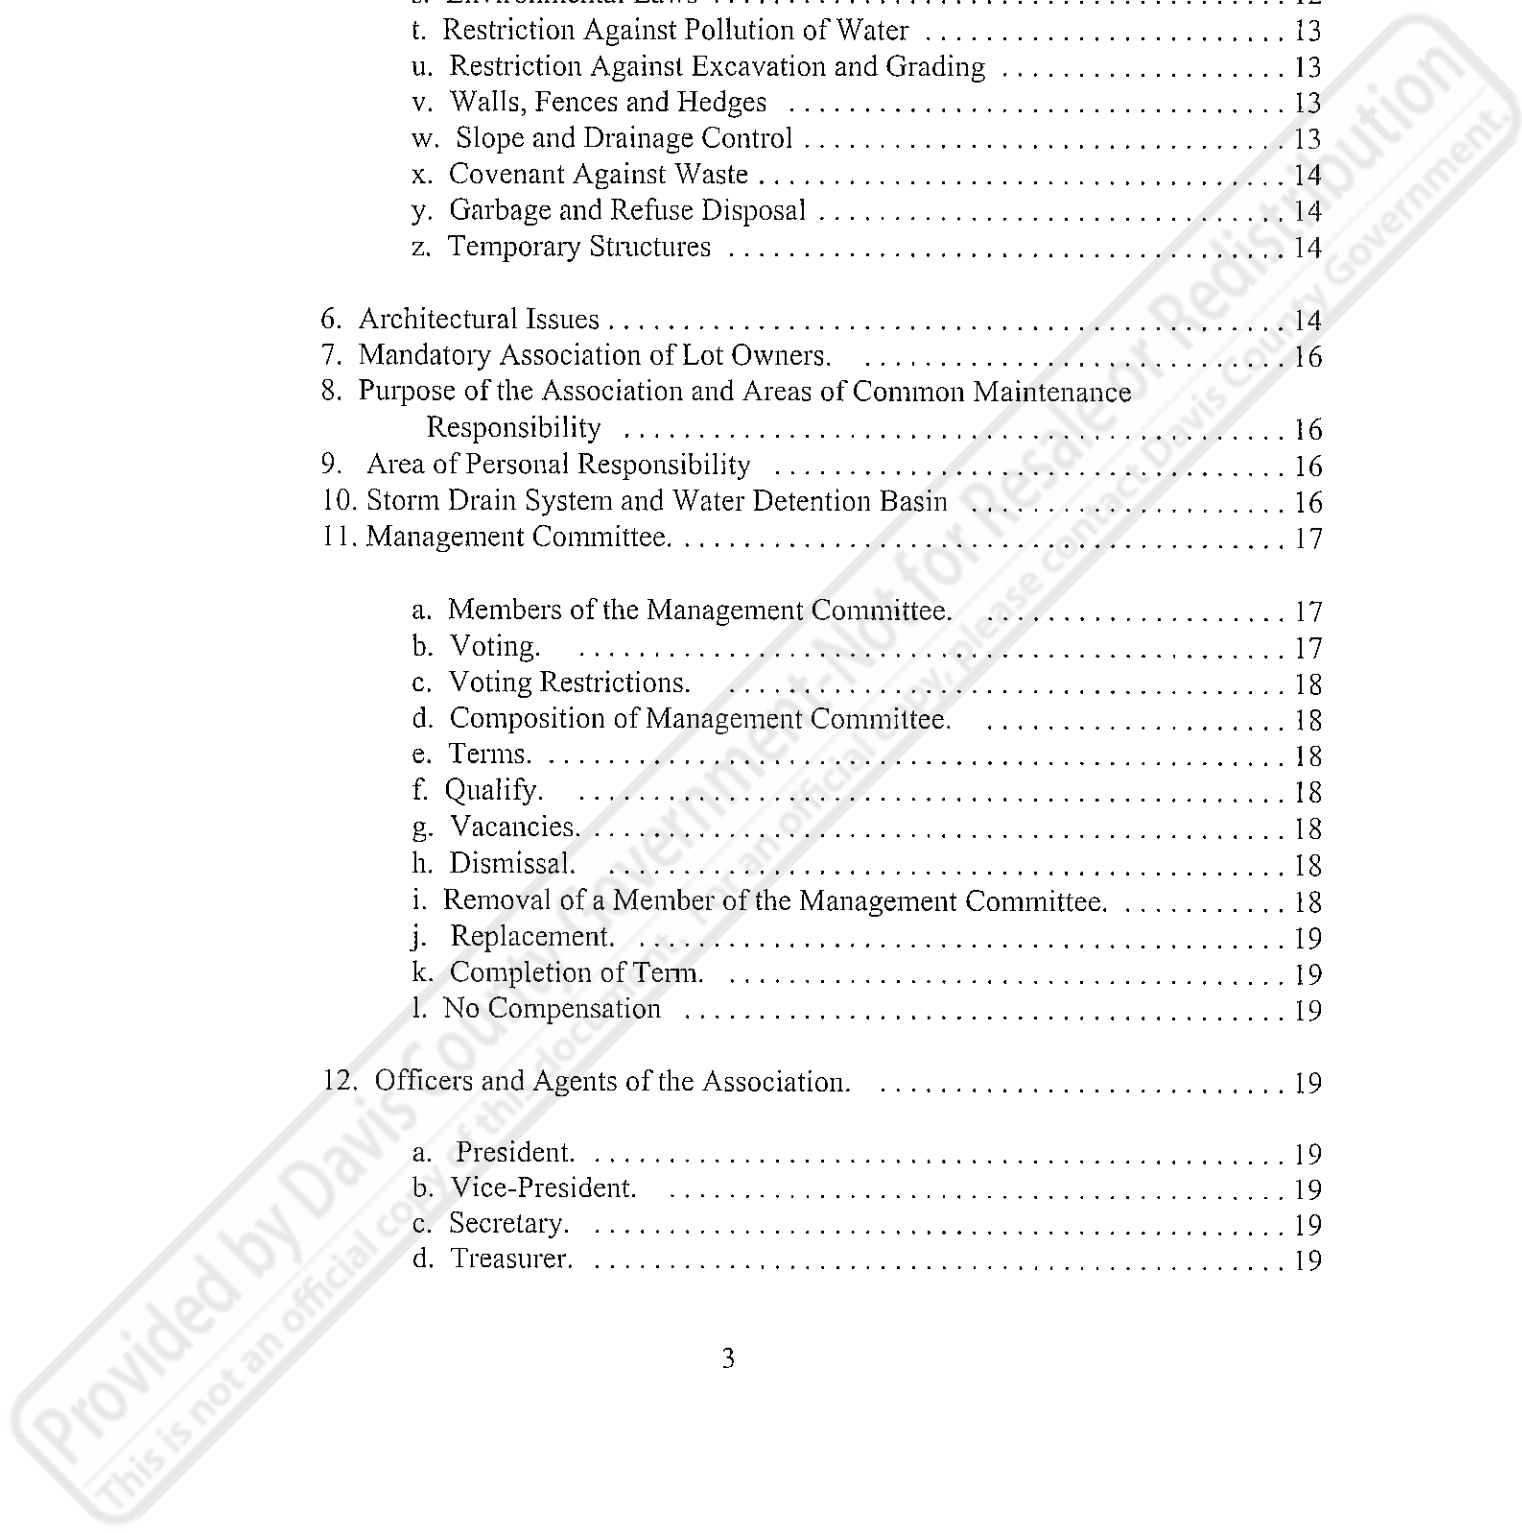 s. Environmental Laws . . . . . . . . . . . . . . . . . . . . . . . . . . . . . . . . . . . . . . . 12
t. Restriction Against Pollution of Water . . . . . . . . . . . . . . . . . . . . . . . . . 13
u. Restriction Against Excavation and Grading . . . . . . . . . . . . . . . . . . . 13
v. Walls, Fences and Hedges . . . . . . . . . . . . . . . . . . . . . . . . . . . . . . . . . . 13
w. Slope and Drainage Control . . . . . . . . . . . . . . . . . . . . . . . . . . . . . . . . . 13
x. Covenant Against Waste . . . . . . . . . . . . . . . . . . . . . . . . . . . . . . . . . . . . 14
y. Garbage and Refuse Disposal . . . . . . . . . . . . . . . . . . . . . . . . . . . . . . . . 14
z. Temporary Structures . . . . . . . . . . . . . . . . . . . . . . . . . . . . . . . . . . . . . . 14
6. Architectural Issues . . . . . . . . . . . . . . . . . . . . . . . . . . . . . . . . . . . . . . . . . . . . . . 14
7. Mandatory Association of Lot Owners. . . . . . . . . . . . . . . . . . . . . . . . . . . . . . 16
8. Purpose of the Association and Areas of Common Maintenance
Responsibility . . . . . . . . . . . . . . . . . . . . . . . . . . . . . . . . . . . . . . . . . . . . . 16
9. Area of Personal Responsibility . . . . . . . . . . . . . . . . . . . . . . . . . . . . . . . . . . . 16
10. Storm Drain System and Water Detention Basin . . . . . . . . . . . . . . . . . . . . . 16
11. Management Committee. . . . . . . . . . . . . . . . . . . . . . . . . . . . . . . . . . . . . . . . . 17
a. Members of the Management Committee. . . . . . . . . . . . . . . . . . . . . 17
b. Voting. . . . . . . . . . . . . . . . . . . . . . . . . . . . . . . . . . . . . . . . . . . . . . . . . 17
c. Voting Restrictions. . . . . . . . . . . . . . . . . . . . . . . . . . . . . . . . . . . . . . . 18
d. Composition of Management Committee. . . . . . . . . . . . . . . . . . . . . 18
e. Terms. . . . . . . . . . . . . . . . . . . . . . . . . . . . . . . . . . . . . . . . . . . . . . . . . . . 18
f. Qualify. . . . . . . . . . . . . . . . . . . . . . . . . . . . . . . . . . . . . . . . . . . . . . . . . 18
g. Vacancies. . . . . . . . . . . . . . . . . . . . . . . . . . . . . . . . . . . . . . . . . . . . . . . . 18
h. Dismissal. . . . . . . . . . . . . . . . . . . . . . . . . . . . . . . . . . . . . . . . . . . . . . . 18
i. Removal of a Member of the Management Committee. . . . . . . . . . . . 18
j. Replacement. . . . . . . . . . . . . . . . . . . . . . . . . . . . . . . . . . . . . . . . . . . . . 19
k. Completion of Term. . . . . . . . . . . . . . . . . . . . . . . . . . . . . . . . . . . . . . . 19
l. No Compensation . . . . . . . . . . . . . . . . . . . . . . . . . . . . . . . . . . . . . . . . . 19
12. Officers and Agents of the Association. . . . . . . . . . . . . . . . . . . . . . . . . . . . . 19
a. President. . . . . . . . . . . . . . . . . . . . . . . . . . . . . . . . . . . . . . . . . . . . . . . . 19
b. Vice-President. . . . . . . . . . . . . . . . . . . . . . . . . . . . . . . . . . . . . . . . . . . 19
c. Secretary. . . . . . . . . . . . . . . . . . . . . . . . . . . . . . . . . . . . . . . . . . . . . . . . 19
d. Treasurer. . . . . . . . . . . . . . . . . . . . . . . . . . . . . . . . . . . . . . . . . . . . . . . . 19
3
Provided by Davis County Government-Not for Resale or Redistribution
This is not an official copy of this document. For an official copy, please contact Davis County Government.